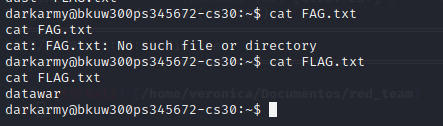 darkarmy@bkuw300ps345672-cs30:~$ cat FAG.txt
cat FAG.txt
cat: FAG.txt: No such file or directory
darkarmy@bkuw300ps345672-cs30:~$ cat FLAG.txt
cat FLAG.txt
/home/veronica/Documentos/red_team
datawar
darkarmy@bkuw300ps345672-cs30:~$